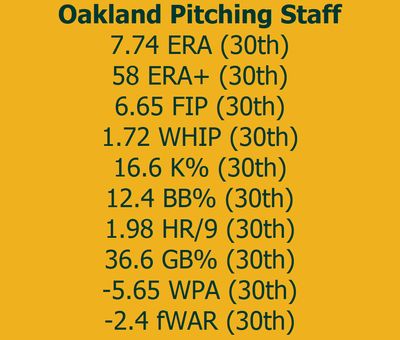 Oakland Pitching Staff
7.74 ERA (30th)
58 ERA+ (30th)
6.65 FIP (30th)
1.72 WHIP (30th)
16.6 K% (30th)
12.4 BB% (30th)
1.98 HR/9 (30th)
36.6 GB% (30th)
-5.65 WPA (30th)
-2.4 fWAR (30th)